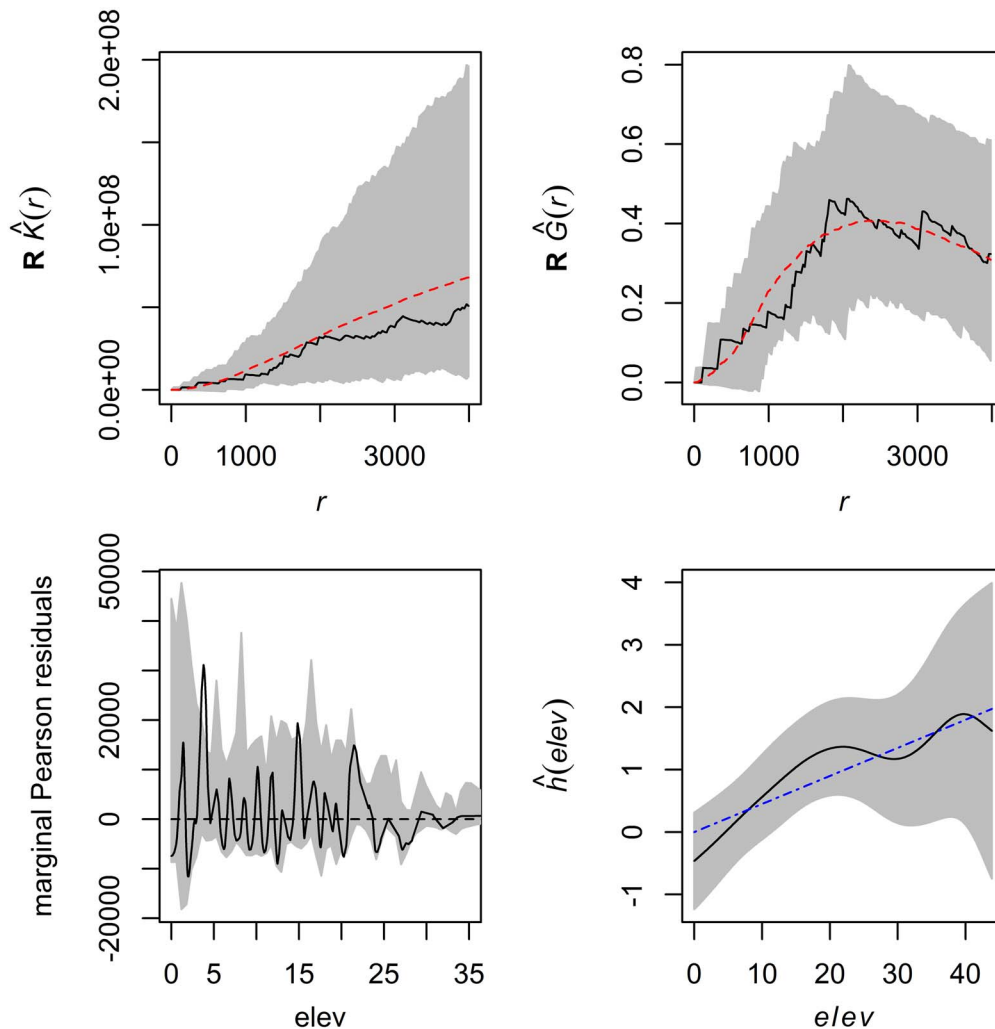 R K̂(r)
0.0e+00
1.0e+08
2.0e+08
0 1000 3000
r
R Ĝ(r)
0.0 0.2 0.4 0.6 0.8
0 1000 3000
r
marginal Pearson residuals
-20000 0 20000 50000
0 5 15 25 35
elev
ĥ(elev)
-1 0 1 2 3 4
0 10 20 30 40
elev